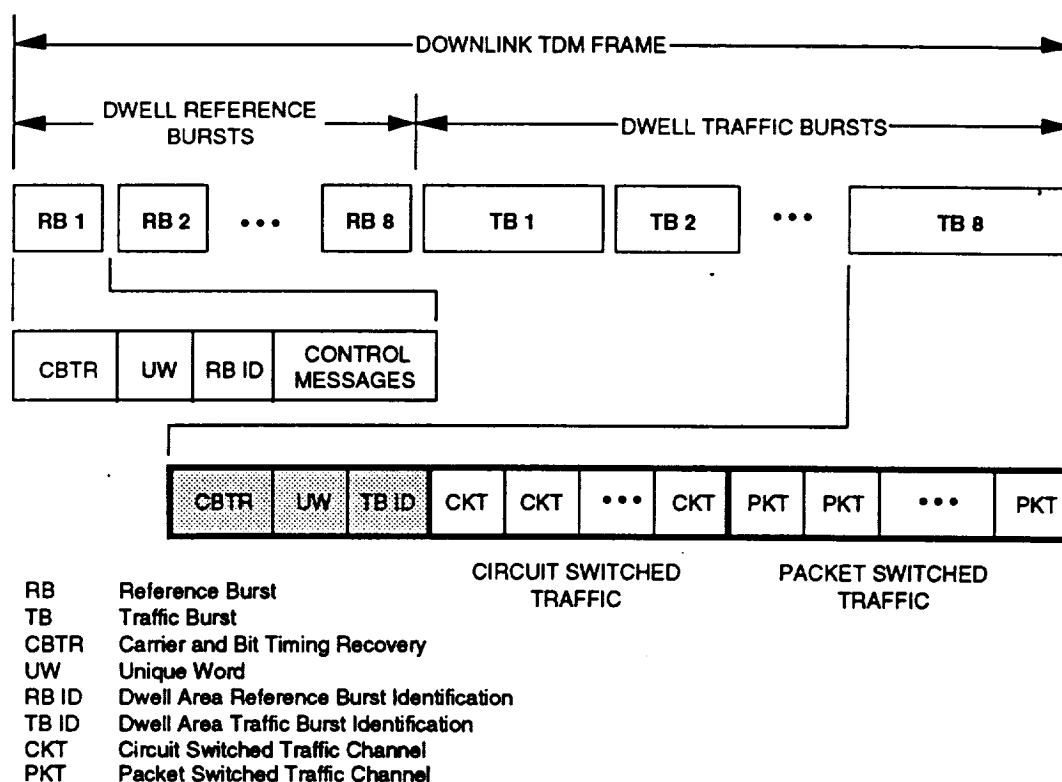 DOWNLINK TDM FRAME
DWELL REFERENCE
BURSTS
DWELL TRAFFIC BURSTS
RB 1 RB 2 ••• RB 8 TB 1 TB 2 ••• TB 8
CBTR UW RB ID CONTROL
MESSAGES
CBTR UW TB ID CKT CKT ••• CKT PKT PKT ••• PKT
CIRCUIT SWITCHED
TRAFFIC
PACKET SWITCHED
TRAFFIC
RB Reference Burst
TB Traffic Burst
CBTR Carrier and Bit Timing Recovery
UW Unique Word
RB ID Dwell Area Reference Burst Identification
TB ID Dwell Area Traffic Burst Identification
CKT Circuit Switched Traffic Channel
PKT Packet Switched Traffic Channel